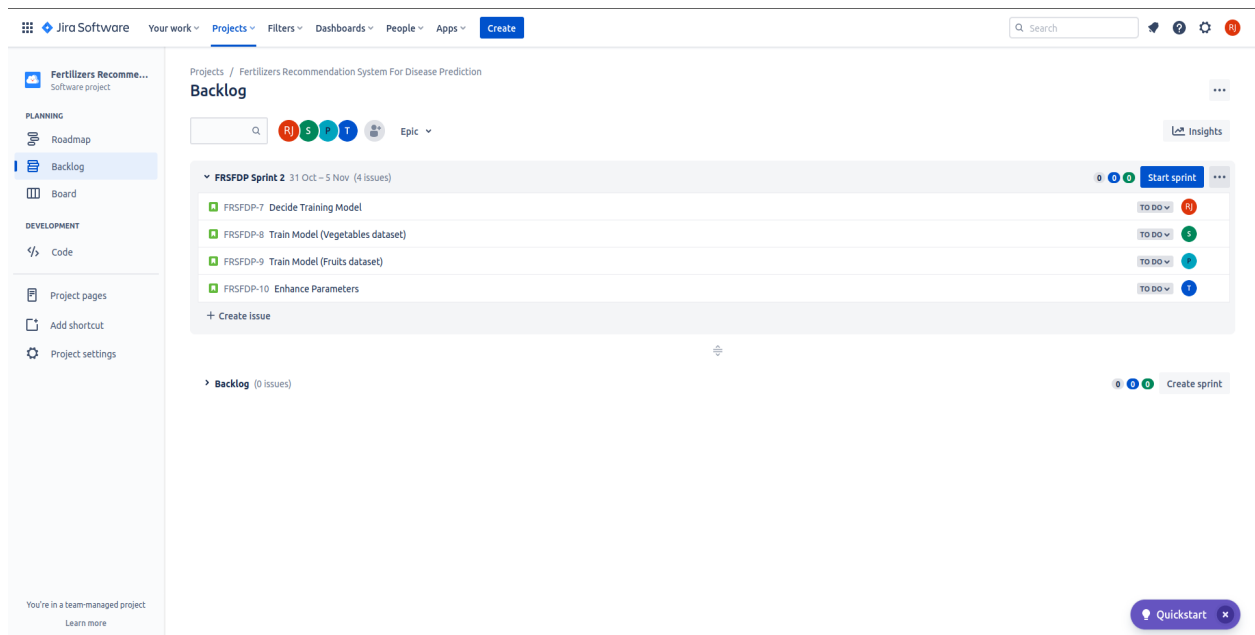 Jira Software Your work Projects Filters Dashboards People Apps Create Search RJ
Fertilizers Recomme...
Software project
PLANNING
Roadmap
Backlog
Board
DEVELOPMENT
Code
Project pages
Add shortcut
Project settings
You're in a team-managed project
Learn more
Projects / Fertilizers Recommendation System For Disease Prediction
Backlog
RJ S P T Epic Insights
FRSFDP Sprint 2 31 Oct – 5 Nov (4 issues) 0 0 0 Start sprint
FRSFDP-7 Decide Training Model TO DO RJ
FRSFDP-8 Train Model (Vegetables dataset) TO DO S
FRSFDP-9 Train Model (Fruits dataset) TO DO P
FRSFDP-10 Enhance Parameters TO DO T
+ Create issue
Backlog (0 issues) 0 0 0 Create sprint
Quickstart